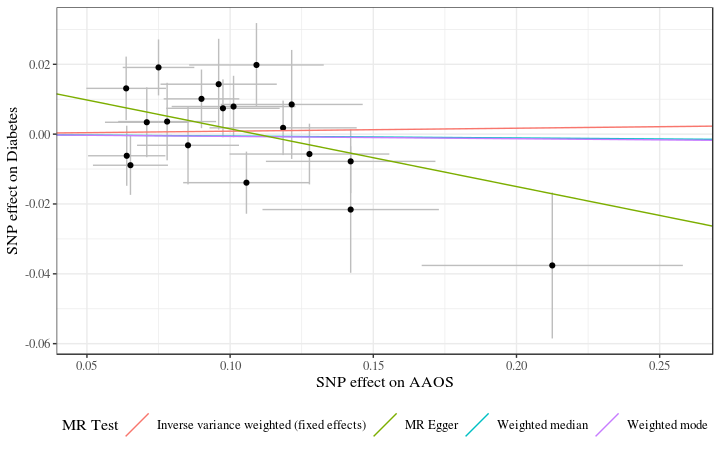 0.02
0.00
-0.02
-0.04
-0.06
SNP effect on Diabetes
0.05 0.10 0.15 0.20 0.25
SNP effect on AAOS
MR Test Inverse variance weighted (fixed effects) MR Egger Weighted median Weighted mode